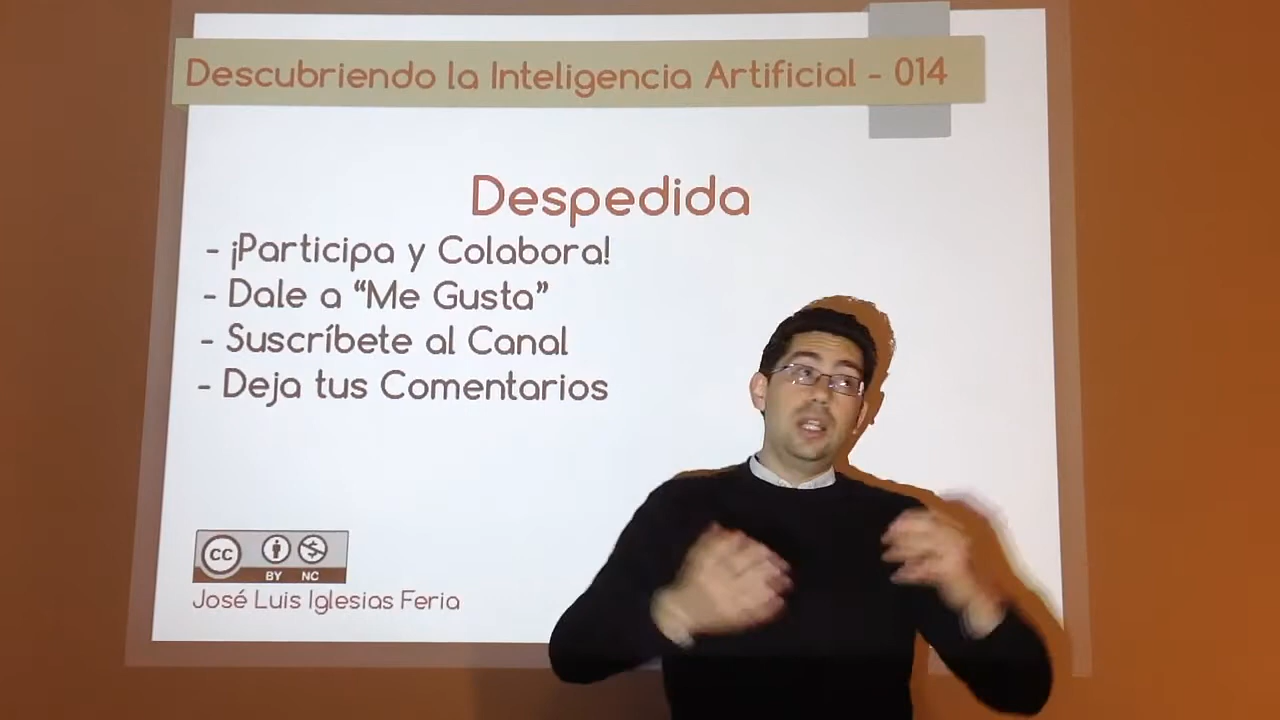 Descubriendo la Inteligencia Artificial - 014
Despedida
- ¡Participa y Colabora!
- Dale a “Me Gusta”
- Suscríbete al Canal
- Deja tus Comentarios
cc
BY NC
José Luis Iglesias Feria